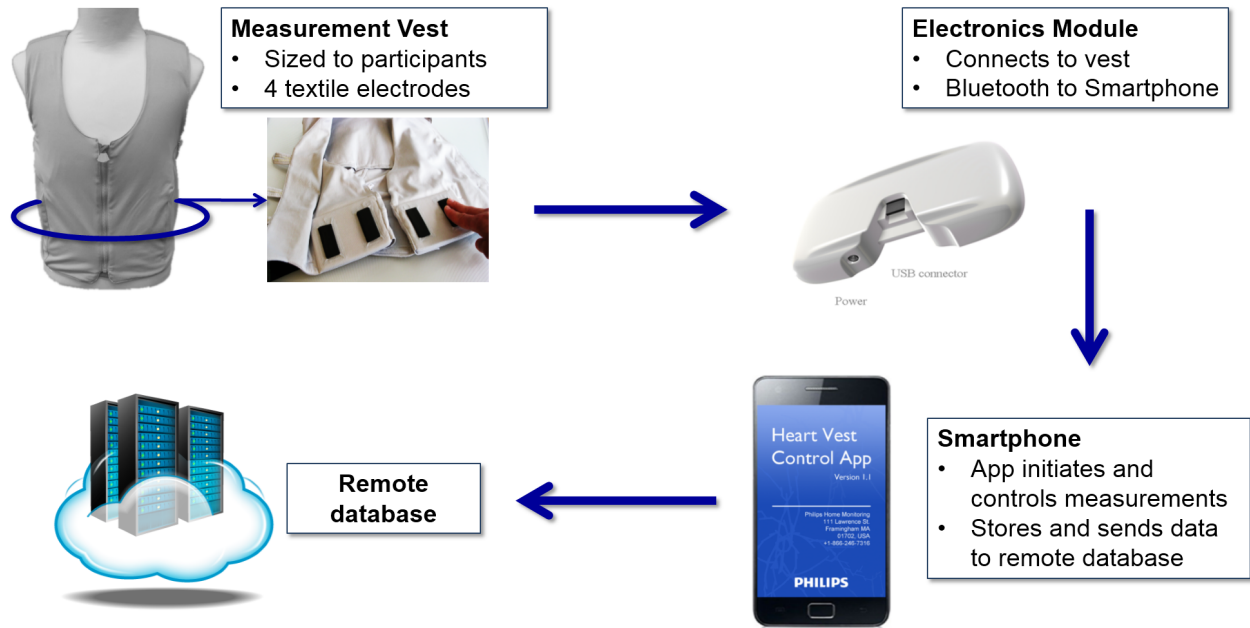 Measurement Vest
• Sized to participants
• 4 textile electrodes
Electronics Module
• Connects to vest
• Bluetooth to Smartphone
USB connector
Power
Remote
database
Heart Vest
Control App
Version 1.1
Philips Home Monitoring
111 Lawrence St.
Framingham MA
01702, USA
+1-866-246-7316
PHILIPS
Smartphone
• App initiates and
controls measurements
• Stores and sends data
to remote database